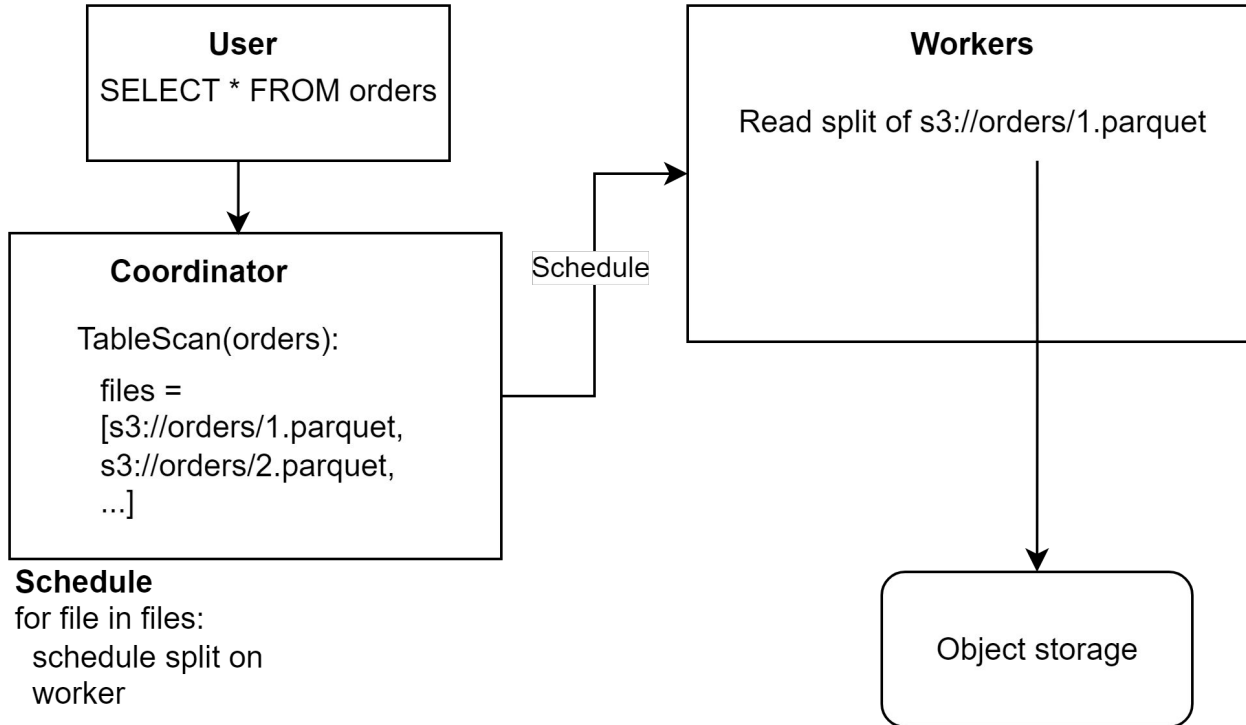 User
SELECT * FROM orders
Coordinator
TableScan(orders):
files =
[s3://orders/1.parquet,
s3://orders/2.parquet,
...]
Schedule
for file in files:
schedule split on
worker
Schedule
Workers
Read split of s3://orders/1.parquet
Object storage